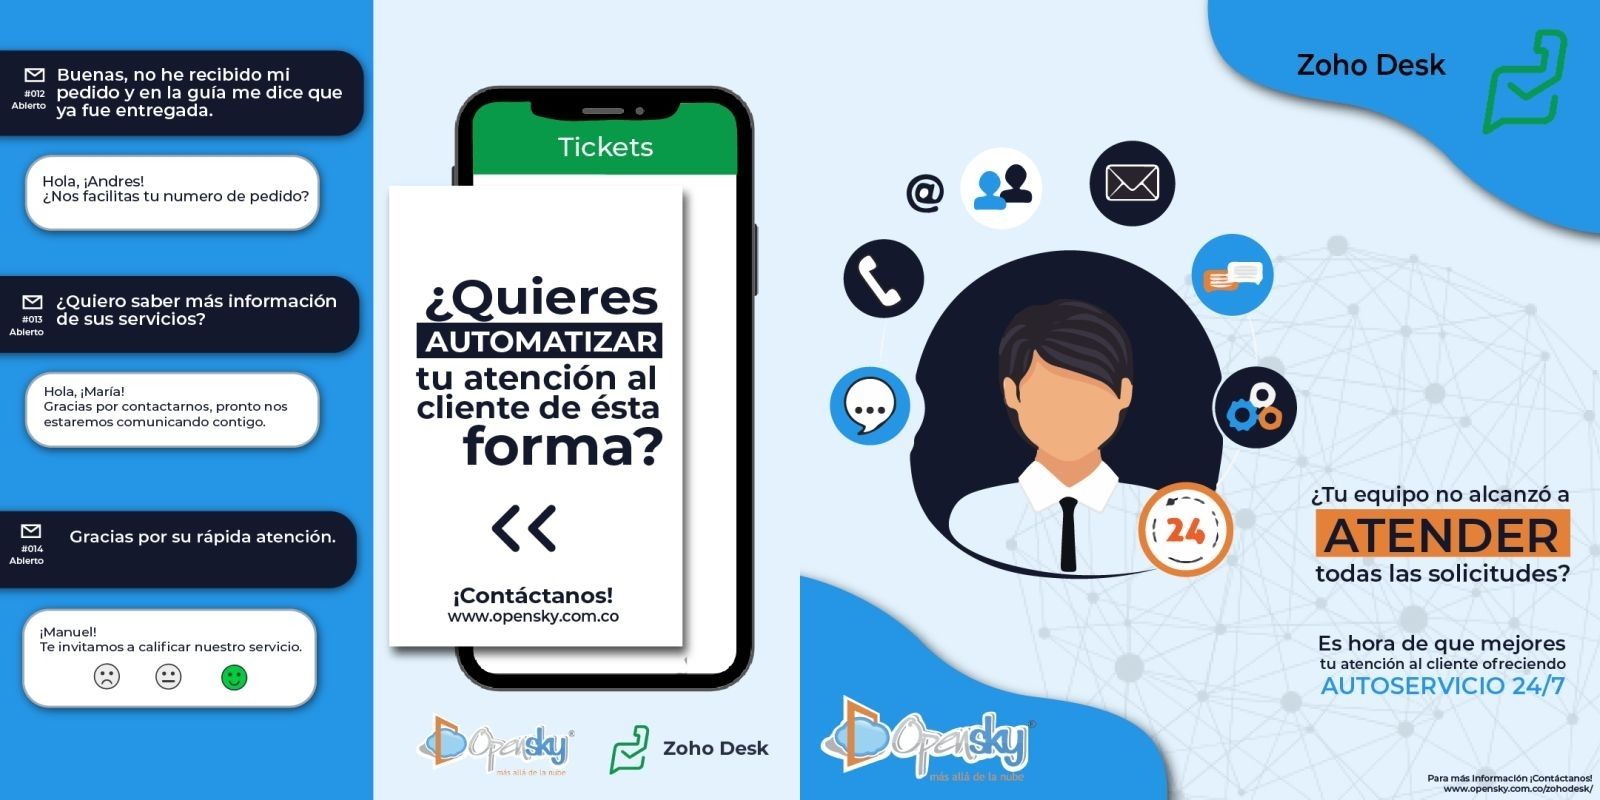 #012
Abierto
Buenas, no he recibido mi
pedido y en la guía me dice que
ya fue entregada.
Hola, ¡Andres!
¿Nos facilitas tu numero de pedido?
#013
Abierto
¿Quiero saber más información
de sus servicios?
Hola, ¡María!
Gracias por contactarnos, pronto nos
estaremos comunicando contigo.
#014
Abierto
Gracias por su rápida atención.
¡Manuel!
Te invitamos a calificar nuestro servicio.
Tickets
¿Quieres
AUTOMATIZAR
tu atención al
cliente de ésta
forma?
¡Contáctanos!
www.opensky.com.co
Opensky®
más allá de la nube
Zoho Desk
Zoho Desk
@
24
¿Tu equipo no alcanzó a
ATENDER
todas las solicitudes?
Es hora de que mejores
tu atención al cliente ofreciendo
AUTOSERVICIO 24/7
Opensky®
más allá de la nube
Para más Información ¡Contáctanos!
www.opensky.com.co/zohodesk/